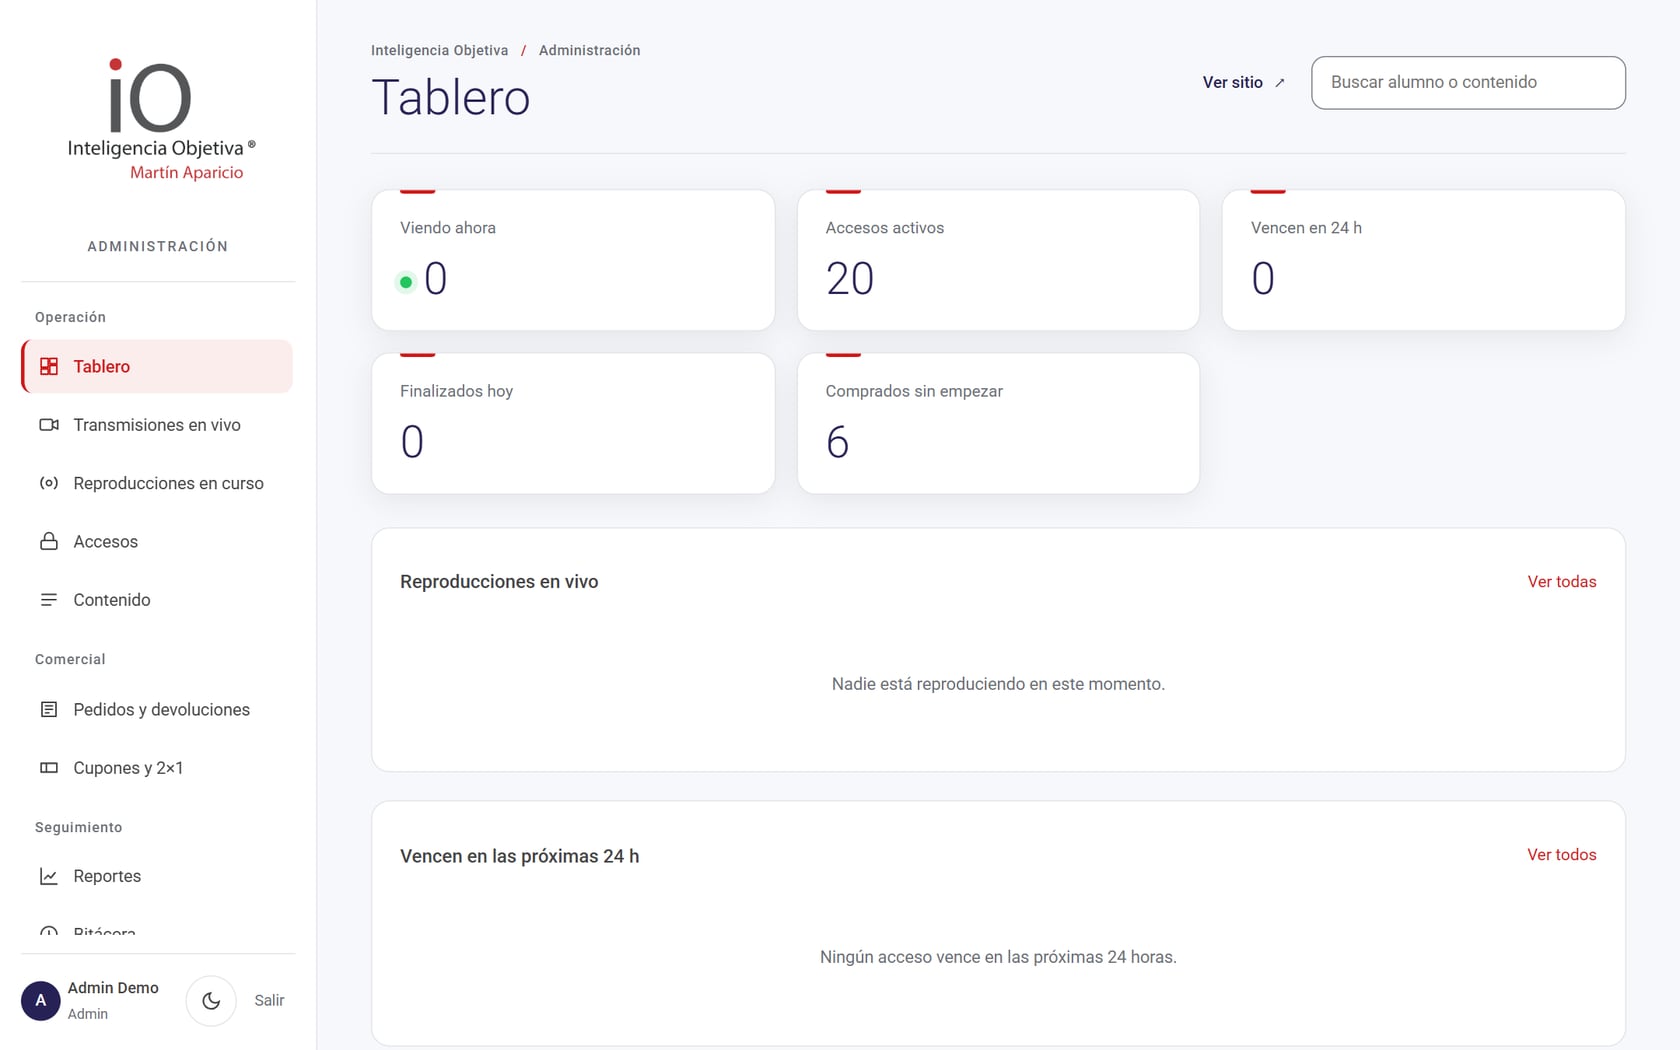 iO
Inteligencia Objetiva ®
Martín Aparicio
ADMINISTRACIÓN
Operación
Tablero
Transmisiones en vivo
Reproducciones en curso
Accesos
Contenido
Comercial
Pedidos y devoluciones
Cupones y 2×1
Seguimiento
Reportes
Bitácora
A
Admin Demo
Admin
Salir
Inteligencia Objetiva / Administración
Tablero
Ver sitio ↗
Buscar alumno o contenido
Viendo ahora
0
Accesos activos
20
Vencen en 24 h
0
Finalizados hoy
0
Comprados sin empezar
6
Reproducciones en vivo
Ver todas
Nadie está reproduciendo en este momento.
Vencen en las próximas 24 h
Ver todos
Ningún acceso vence en las próximas 24 horas.